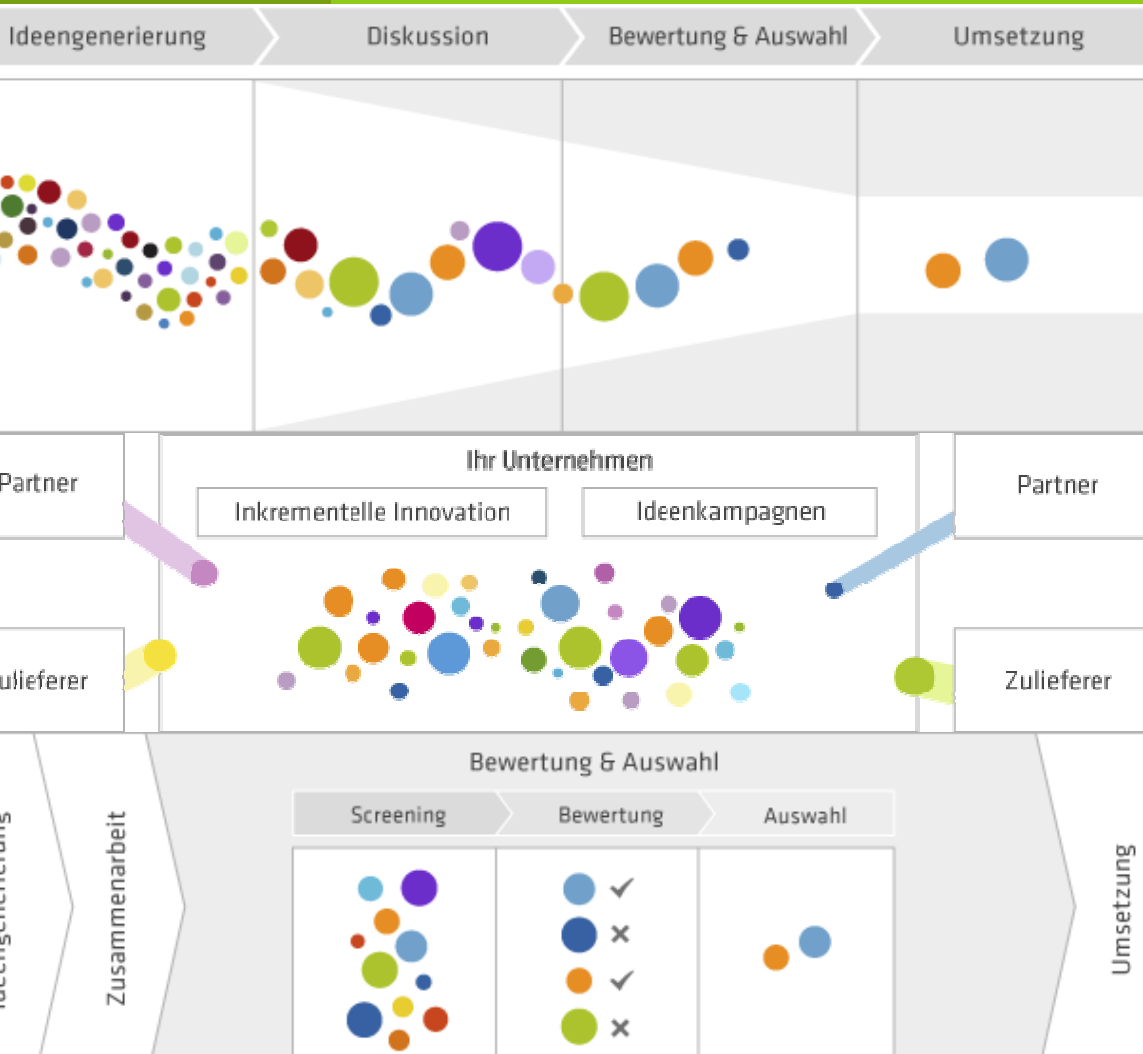 Ideengenerierung
Diskussion
Bewertung & Auswahl
Umsetzung
Partner
Ihr Unternehmen
Inkrementelle Innovation
Ideenkampagnen
Partner
ulieferer
Zulieferer
Bewertung & Auswahl
Screening
Bewertung
Auswahl
Zusammenarbeit
Umsetzung